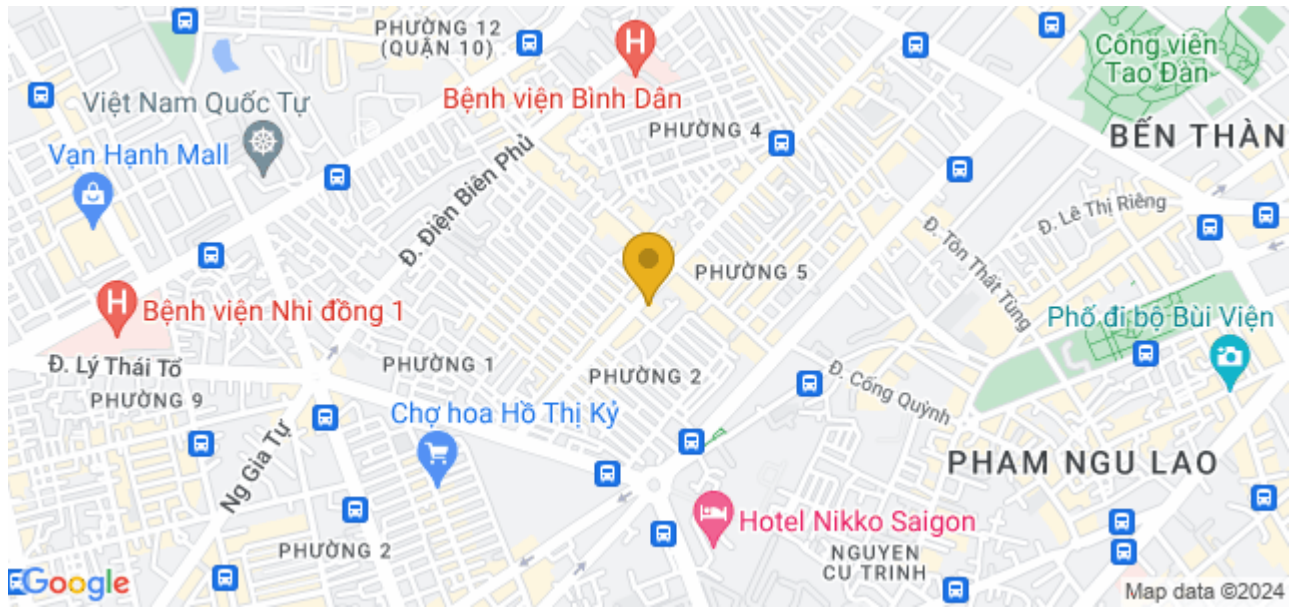 PHƯỜNG 12
(QUẬN 10)
Công viên
Tao Đàn
H
Bệnh viện Bình Dân
Việt Nam Quốc Tự
PHƯỜNG 4
BẾN THÀN
Vạn Hạnh Mall
Đ. Điện Biên Phủ
Đ. Lê Thị Riêng
Đ. Tôn Thất Tùng
PHƯỜNG 5
H
Bệnh viện Nhi đồng 1
Phố đi bộ Bùi Viện
Đ. Lý Thái Tổ
PHƯỜNG 1
PHƯỜNG 2
Đ. Cống Quỳnh
PHƯỜNG 9
Chợ hoa Hồ Thị Kỷ
Ng Gia Tự
PHAM NGU LAO
Hotel Nikko Saigon
PHƯỜNG 2
NGUYEN
CU TRINH
Google
Map data ©2024